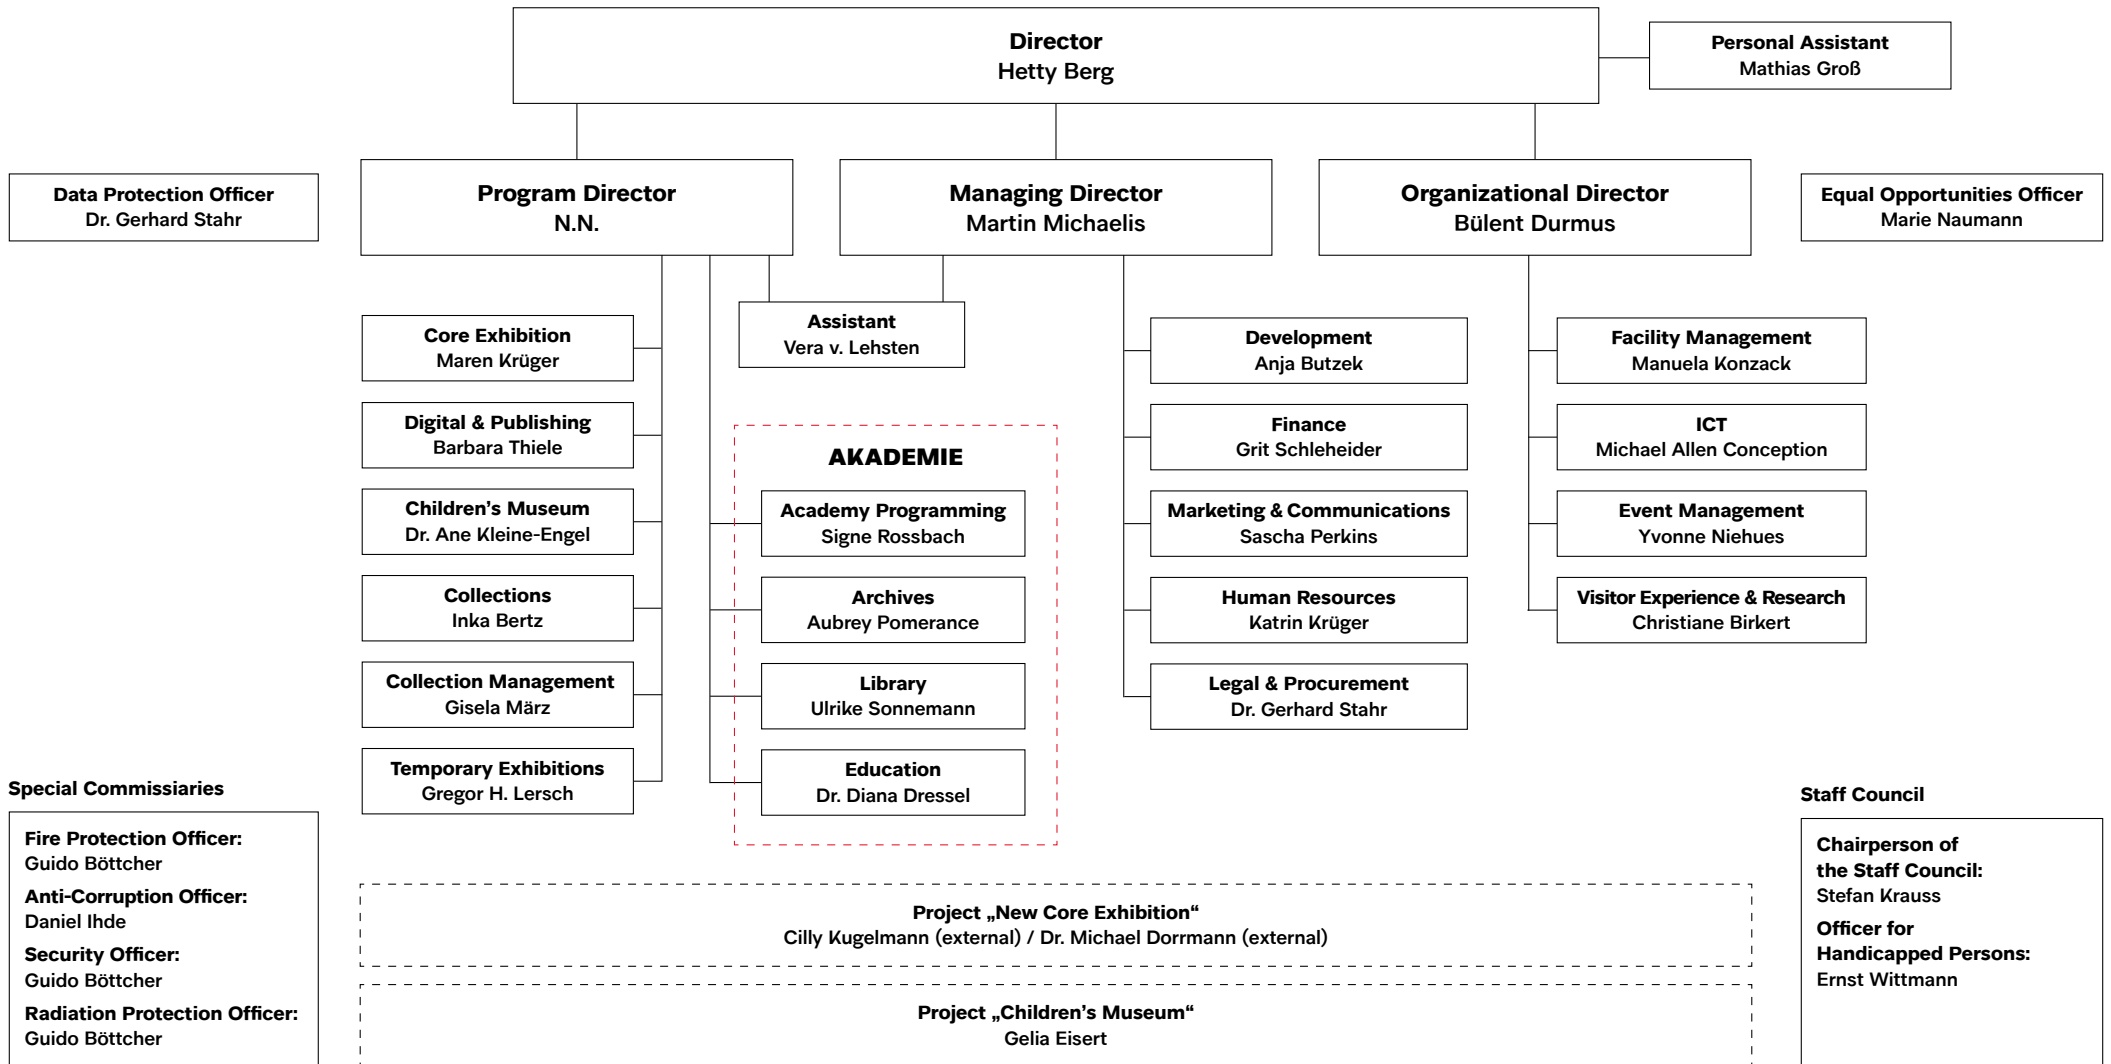 Director
Hetty Berg
Personal Assistant
Mathias Groß
Data Protection Officer
Dr. Gerhard Stahr
Program Director
N.N.
Managing Director
Martin Michaelis
Organizational Director
Bülent Durmus
Equal Opportunities Officer
Marie Naumann
Assistant
Vera v. Lehsten
Core Exhibition
Maren Krüger
Digital & Publishing
Barbara Thiele
Children's Museum
Dr. Ane Kleine-Engel
Collections
Inka Bertz
Collection Management
Gisela März
Temporary Exhibitions
Gregor H. Lersch
AKADEMIE
Academy Programming
Signe Rossbach
Archives
Aubrey Pomerance
Library
Ulrike Sonnemann
Education
Dr. Diana Dressel
Development
Anja Butzek
Finance
Grit Schleheider
Marketing & Communications
Sascha Perkins
Human Resources
Katrin Krüger
Legal & Procurement
Dr. Gerhard Stahr
Facility Management
Manuela Konzack
ICT
Michael Allen Conception
Event Management
Yvonne Niehues
Visitor Experience & Research
Christiane Birkert
Special Commissiaries
Fire Protection Officer:
Guido Böttcher
Anti-Corruption Officer:
Daniel Ihde
Security Officer:
Guido Böttcher
Radiation Protection Officer:
Guido Böttcher
Project „New Core Exhibition“
Cilly Kugelmann (external) / Dr. Michael Dorrmann (external)
Project „Children's Museum“
Gelia Eisert
Staff Council
Chairperson of
the Staff Council:
Stefan Krauss
Officer for
Handicapped Persons:
Ernst Wittmann